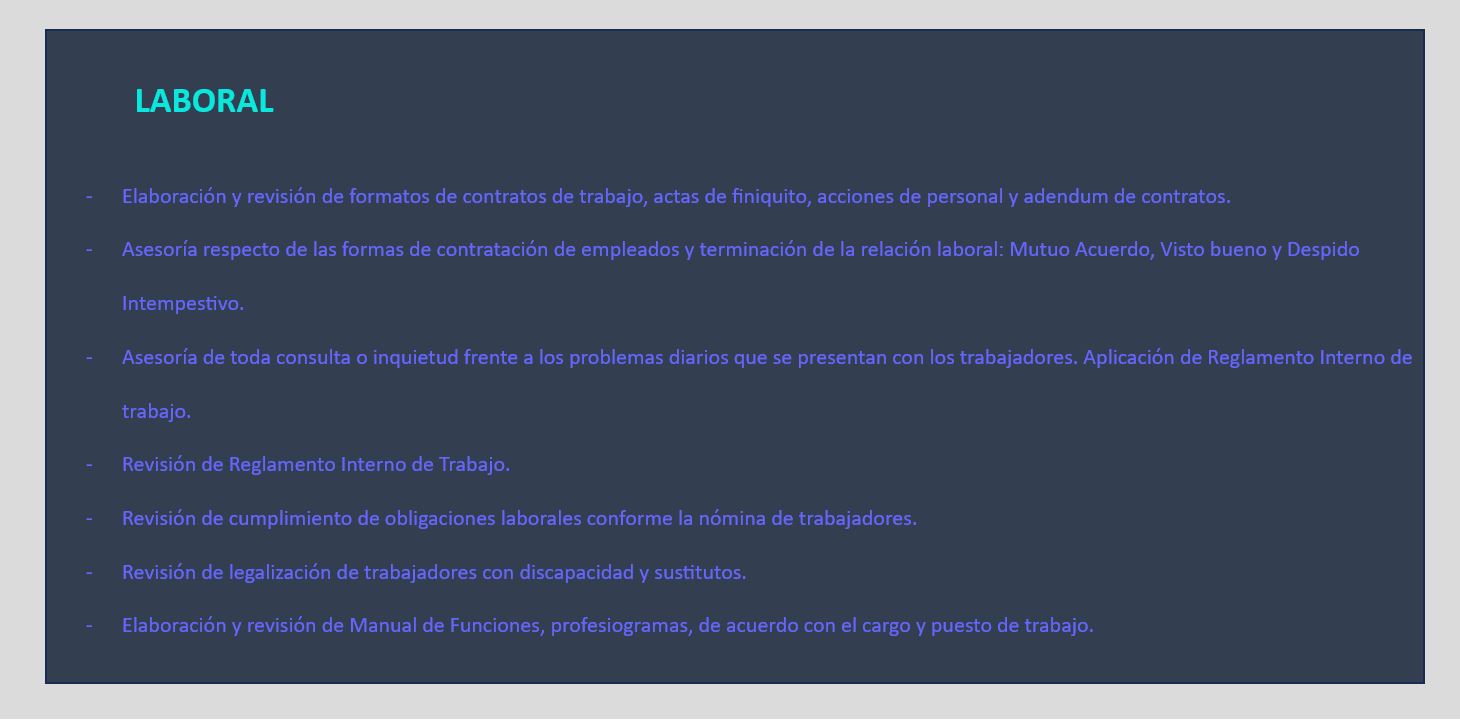 LABORAL
- Elaboración y revisión de formatos de contratos de trabajo, actas de finiquito, acciones de personal y adendum de contratos.
- Asesoría respecto de las formas de contratación de empleados y terminación de la relación laboral: Mutuo Acuerdo, Visto bueno y Despido
Intempestivo.
- Asesoría de toda consulta o inquietud frente a los problemas diarios que se presentan con los trabajadores. Aplicación de Reglamento Interno de
trabajo.
- Revisión de Reglamento Interno de Trabajo.
- Revisión de cumplimiento de obligaciones laborales conforme la nómina de trabajadores.
- Revisión de legalización de trabajadores con discapacidad y sustitutos.
- Elaboración y revisión de Manual de Funciones, profesiogramas, de acuerdo con el cargo y puesto de trabajo.